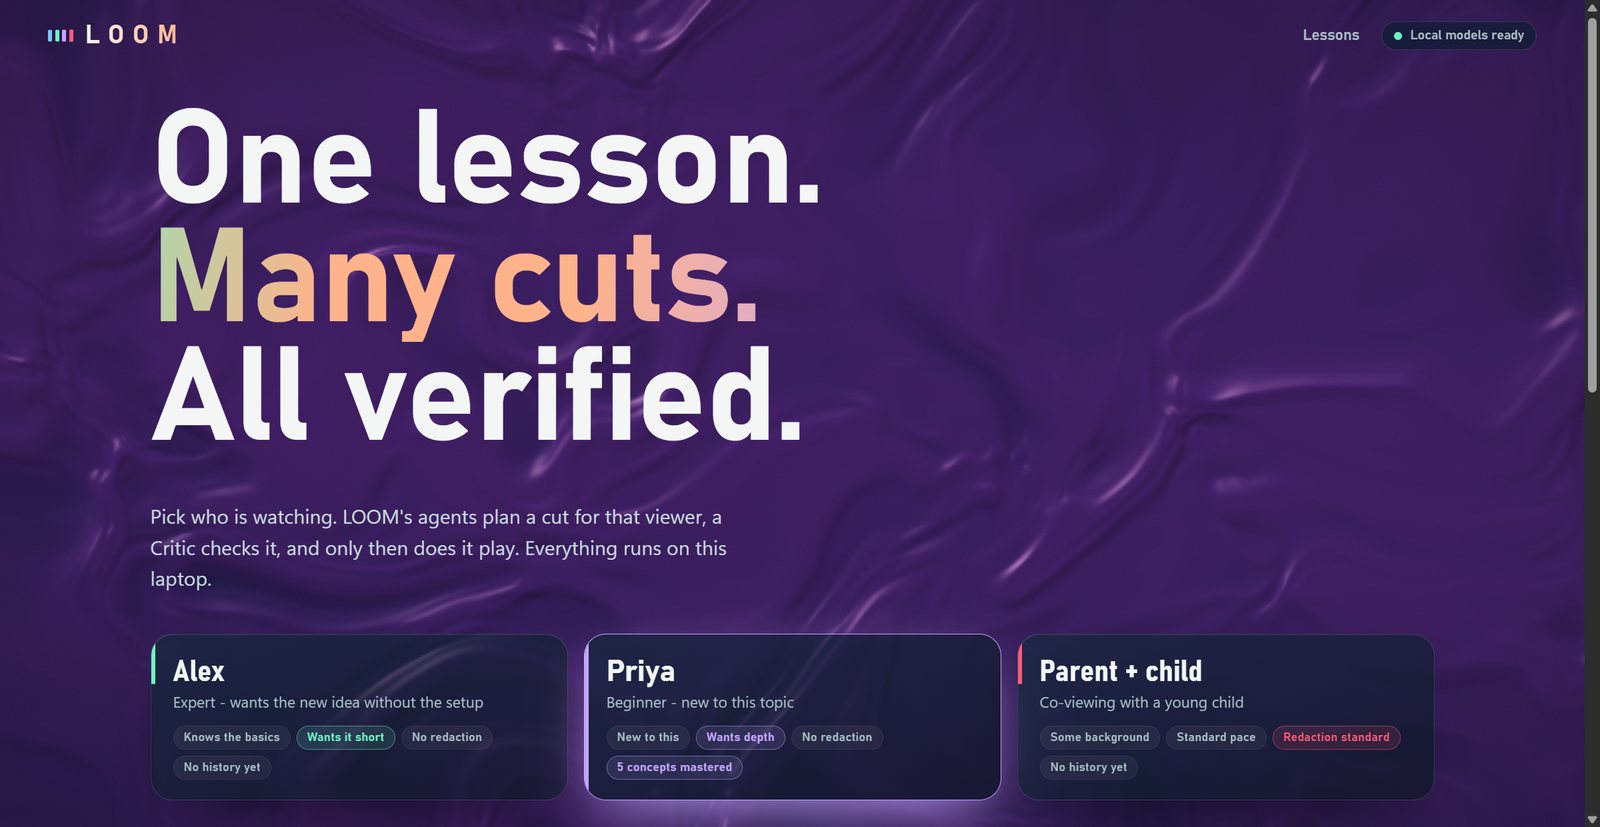 LOOM
Lessons
Local models ready
One lesson.
Many cuts.
All verified.
Pick who is watching. LOOM's agents plan a cut for that viewer, a
Critic checks it, and only then does it play. Everything runs on this
laptop.
Alex
Expert - wants the new idea without the setup
Knows the basics
Wants it short
No redaction
No history yet
Priya
Beginner - new to this topic
New to this
Wants depth
No redaction
5 concepts mastered
Parent + child
Co-viewing with a young child
Some background
Standard pace
Redaction standard
No history yet